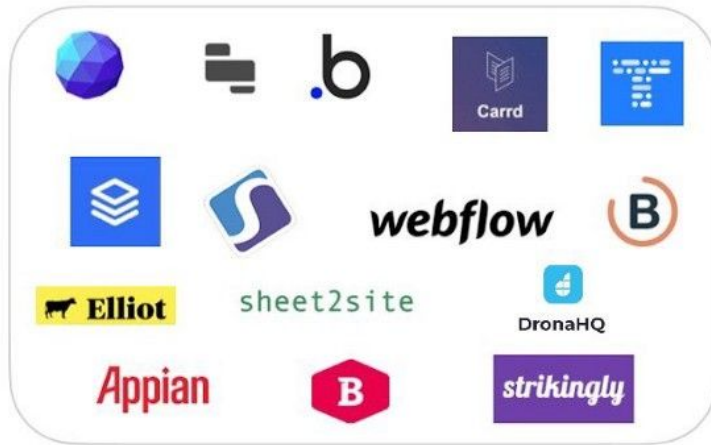 .b
Carrd
T
webflow
B
Elliot
sheet2site
DronaHQ
Appian
B
strikingly